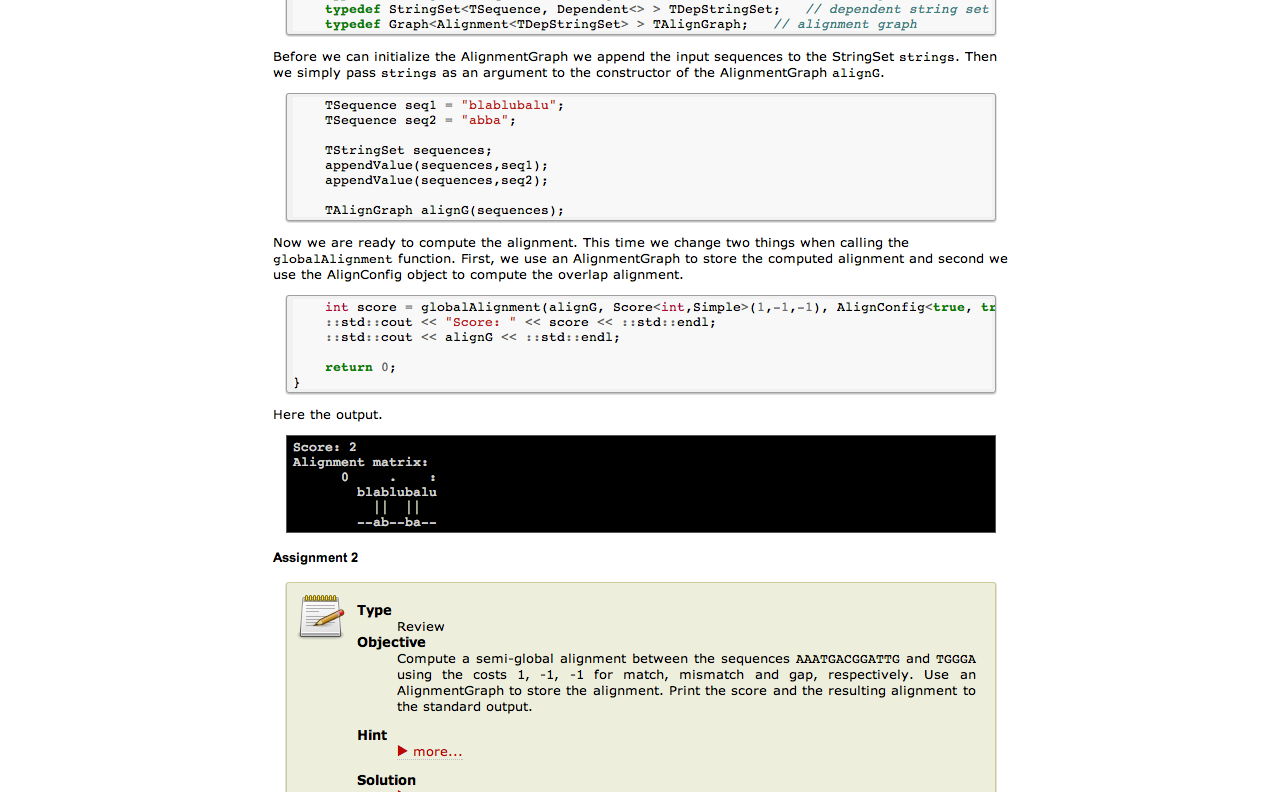 typedef StringSet<TSequence, Dependent<> > TDepStringSet;   // dependent string set
typedef Graph<Alignment<TDepStringSet> > TAlignGraph;   // alignment graph
Before we can initialize the AlignmentGraph we append the input sequences to the StringSet strings. Then
we simply pass strings as an argument to the constructor of the AlignmentGraph alignG.
TSequence seq1 = "blablubalu";
TSequence seq2 = "abba";
TStringSet sequences;
appendValue(sequences,seq1);
appendValue(sequences,seq2);
TAlignGraph alignG(sequences);
Now we are ready to compute the alignment. This time we change two things when calling the
globalAlignment function. First, we use an AlignmentGraph to store the computed alignment and second we
use the AlignConfig object to compute the overlap alignment.
int score = globalAlignment(alignG, Score<int,Simple>(1,-1,-1), AlignConfig<true, tr
::std::cout << "Score: " << score << ::std::endl;
::std::cout << alignG << ::std::endl;
return 0;
}
Here the output.
Score: 2
Alignment matrix:
0     .    :
blablubalu
||  ||
--ab--ba--
Assignment 2
Type
Review
Objective
Compute a semi-global alignment between the sequences AAATGACGGATTG and TGGGA
using the costs 1, -1, -1 for match, mismatch and gap, respectively. Use an
AlignmentGraph to store the alignment. Print the score and the resulting alignment to
the standard output.
Hint
more...
Solution